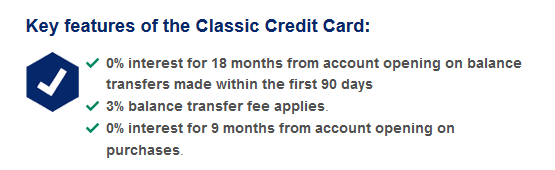 Key features of the Classic Credit Card:
0% interest for 18 months from account opening on balance
transfers made within the first 90 days
3% balance transfer fee applies.
0% interest for 9 months from account opening on
purchases.